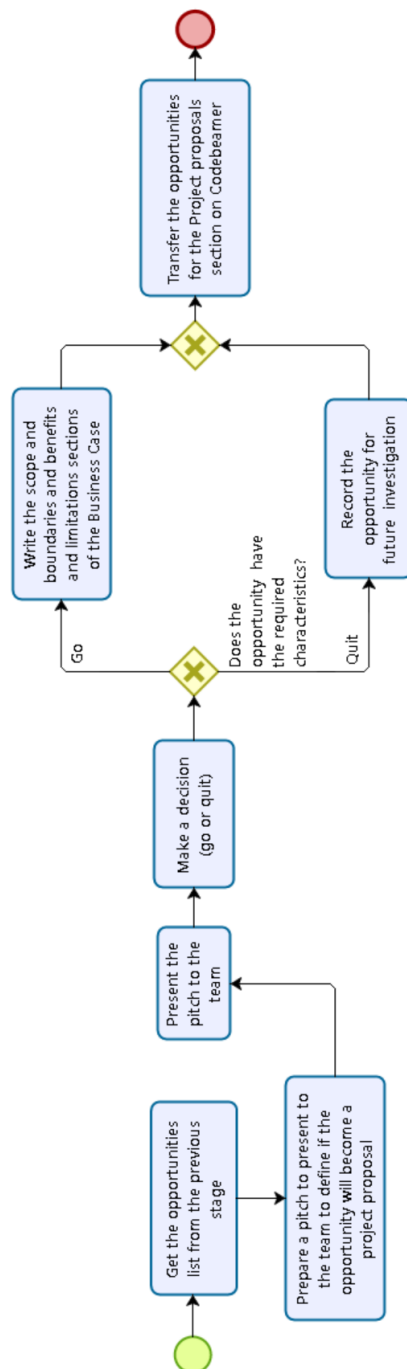 Get the opportunities
list from the previous
stage
Prepare a pitch to present to
the team to define if the
opportunity will become a
project proposal
Present the
pitch to the
team
Make a decision
(go or quit)
Does the
opportunity have
the required
characteristics?
Go
Quit
Write the scope and
boundaries and benefits
and limitations sections
of the Business Case
Record the
opportunity for
future investigation
Transfer the opportunities
for the Project proposals
section on Codebeamer